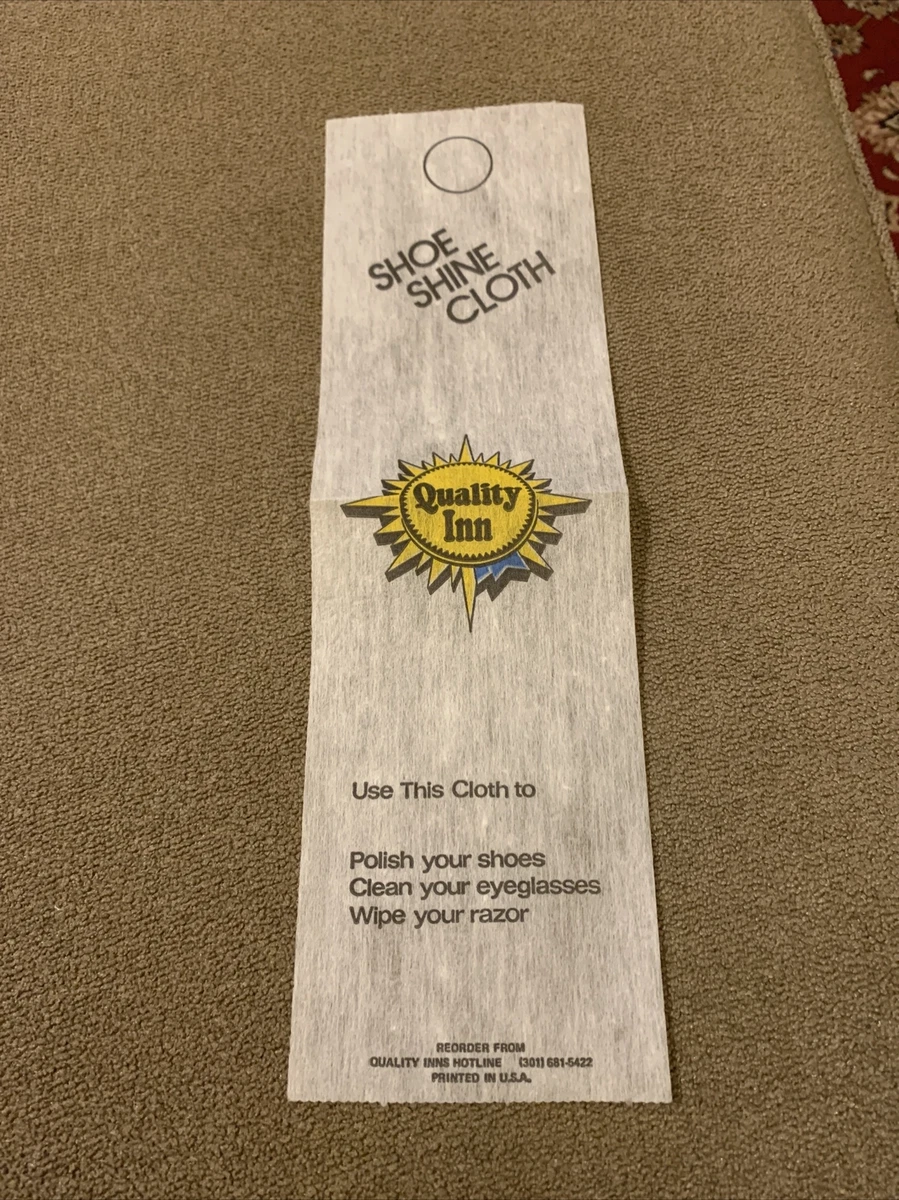 SHOE
SHINE
CLOTH
Quality
Inn
Use This Cloth to
Polish your shoes
Clean your eyeglasses
Wipe your razor
REORDER FROM
QUALITY INNS HOTLINE (301) 681-5422
PRINTED IN U.S.A.